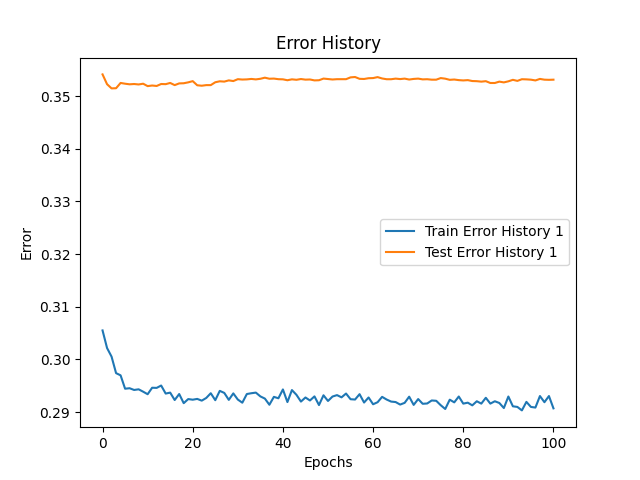 Error History
0.35
0.34
0.33
0.32
0.31
0.30
0.29
Error
Train Error History 1
Test Error History 1
0
20
40
60
80
100
Epochs